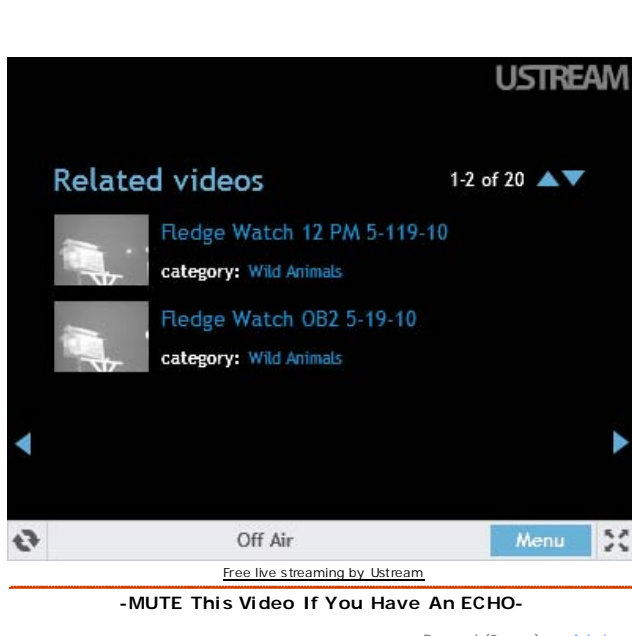 USTREAM
Related videos
1-2 of 20
Fledge Watch 12 PM 5-119-10
category: Wild Animals
Fledge Watch OB2 5-19-10
category: Wild Animals
Off Air
Menu
Free live streaming by Ustream
-MUTE This Video If You Have An ECHO-